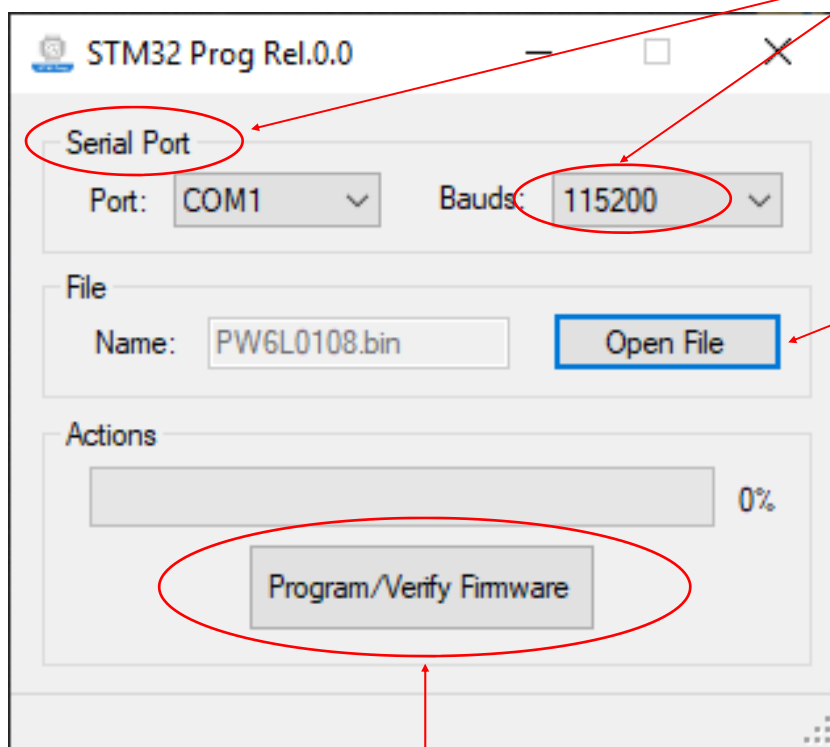 STM32 Prog Rel.0.0
Serial Port
Port: COM1 Bauds: 115200
File
Name: PW6L0108.bin Open File
Actions
0%
Program/Verify Firmware